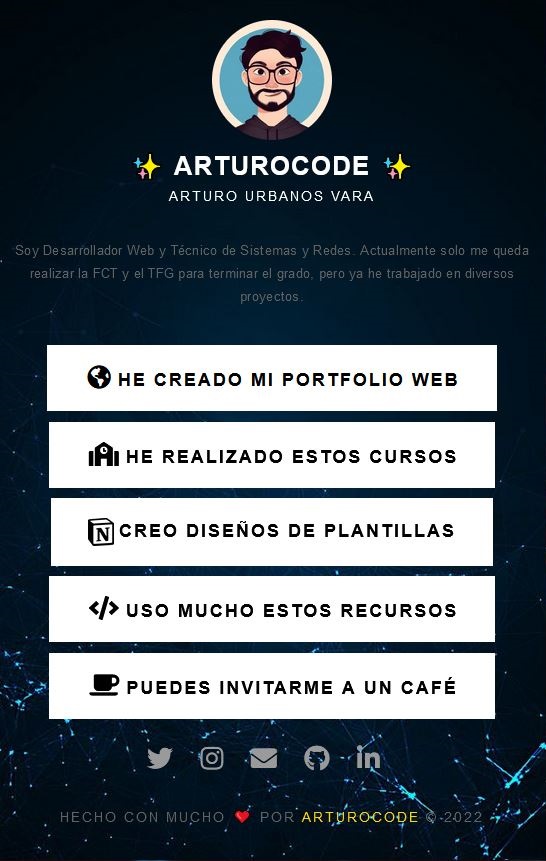 ARTUROCODE
ARTURO URBANOS VARA
Soy Desarrollador Web y Técnico de Sistemas y Redes. Actualmente solo me queda
realizar la FCT y el TFG para terminar el grado, pero ya he trabajado en diversos
proyectos.
HE CREADO MI PORTFOLIO WEB
HE REALIZADO ESTOS CURSOS
CREO DISEÑOS DE PLANTILLAS
USO MUCHO ESTOS RECURSOS
PUEDES INVITARME A UN CAFÉ
HECHO CON MUCHO ❤ POR ARTUROCODE © 2022